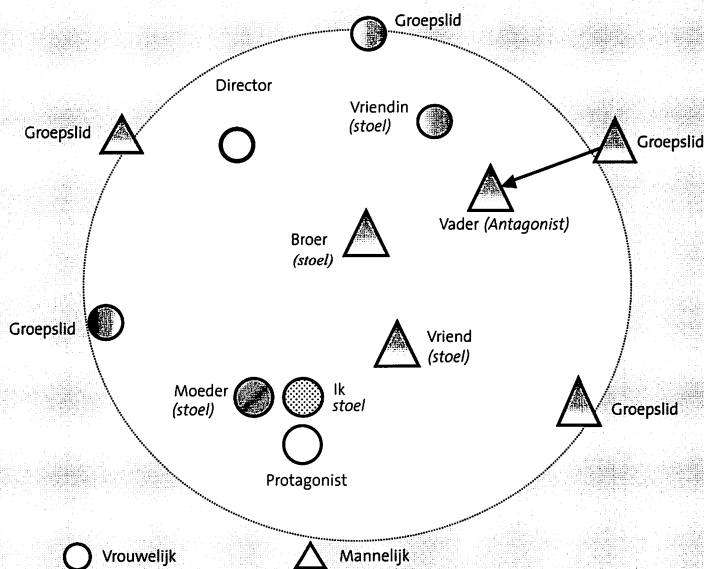 Groepslid
Director
Vriendin
(stoel)
Groepslid
Groepslid
Vader (Antagonist)
Broer
(stoel)
Groepslid
Vriend
(stoel)
Moeder
(stoel)
Ik
stoel
Groepslid
Protagonist
Vrouwelijk
Mannelijk